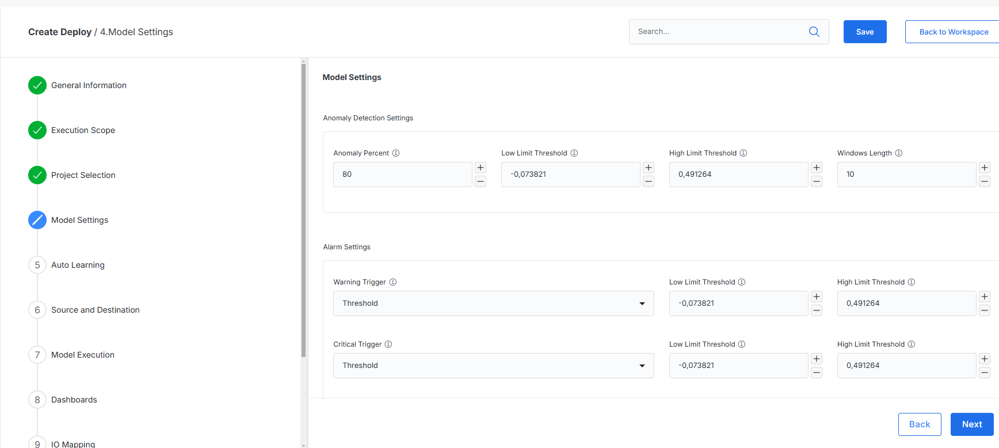 Create Deploy / 4.Model Settings
Search...
Save
Back to Workspace
General Information
Execution Scope
Project Selection
Model Settings
5 Auto Learning
6 Source and Destination
7 Model Execution
8 Dashboards
9 IO Mapping
Model Settings
Anomaly Detection Settings
Anomaly Percent Low Limit Threshold High Limit Threshold Windows Length
80 -0,073821 0,491264 10
Alarm Settings
Warning Trigger Low Limit Threshold High Limit Threshold
Threshold -0,073821 0,491264
Critical Trigger Low Limit Threshold High Limit Threshold
Threshold -0,073821 0,491264
Back Next